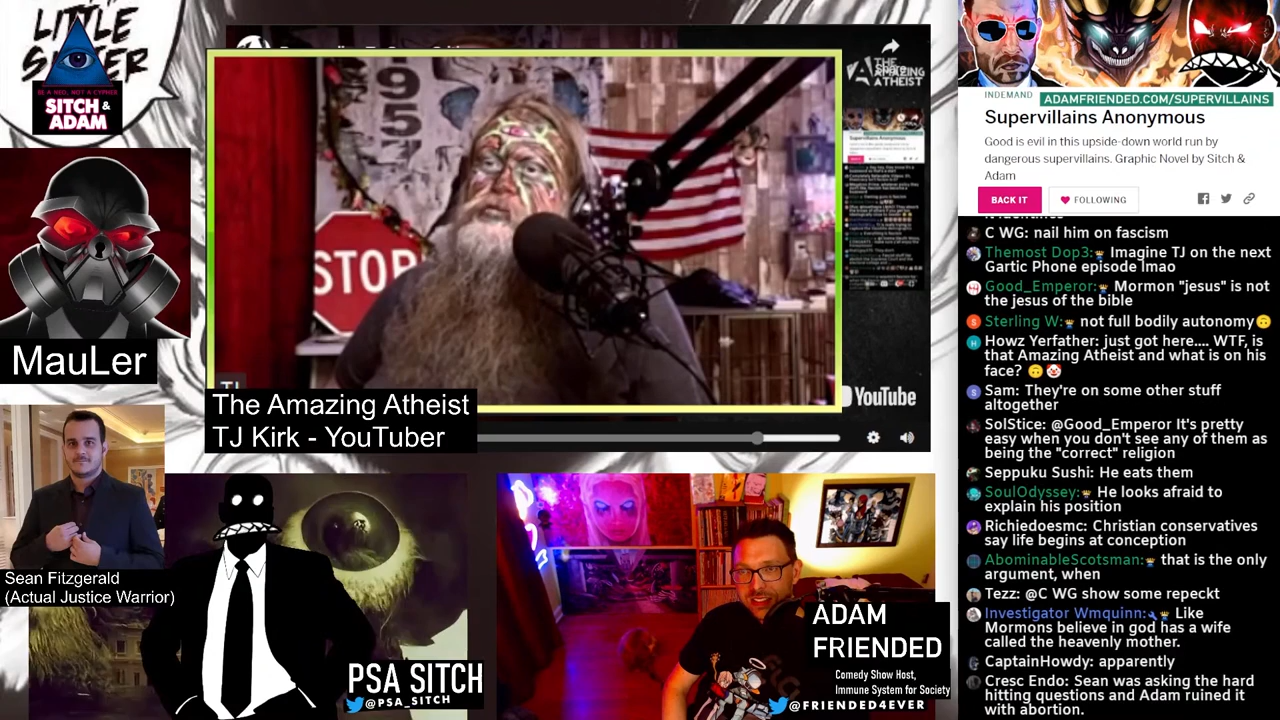 LITTLE
BE A NEO, NOT A CYPHER
SITCH &
ADAM
MauLer
Sean Fitzgerald
(Actual Justice Warrior)
1957
STOP
THE
AMAZING
ATHEIST
YouTube
The Amazing Atheist
TJ Kirk - YouTuber
PSA SITCH
@PSA_SITCH
ADAM
FRIENDED
Comedy Show Host,
Immune System for Society
@FRIENDED4EVER
INDEMAND
ADAMFRIENDED.COM/SUPERVILLAINS
Supervillains Anonymous
Good is evil in this upside-down world run by
dangerous supervillains. Graphic Novel by Sitch &
Adam
BACK IT
FOLLOWING
C WG: nail him on fascism
Themost Dop3: Imagine TJ on the next
Gartic Phone episode lmao
Good_Emperor: Mormon "jesus" is not
the jesus of the bible
Sterling W: not full bodily autonomy🙃
Howz Yerfather: just got here.... WTF, is
that Amazing Atheist and what is on his
face? 🙃🤡
Sam: They're on some other stuff
altogether
SolStice: @Good_Emperor It's pretty
easy when you don't see any of them as
being the "correct" religion
Seppuku Sushi: He eats them
SoulOdyssey: He looks afraid to
explain his position
Richiedoesmc: Christian conservatives
say life begins at conception
AbominableScotsman: that is the only
argument, when
Tezz: @C WG show some repeckt
Investigator Wmquinn: Like
Mormons believe in god has a wife
called the heavenly mother.
CaptainHowdy: apparently
Cresc Endo: Sean was asking the hard
hitting questions and Adam ruined it
with abortion.